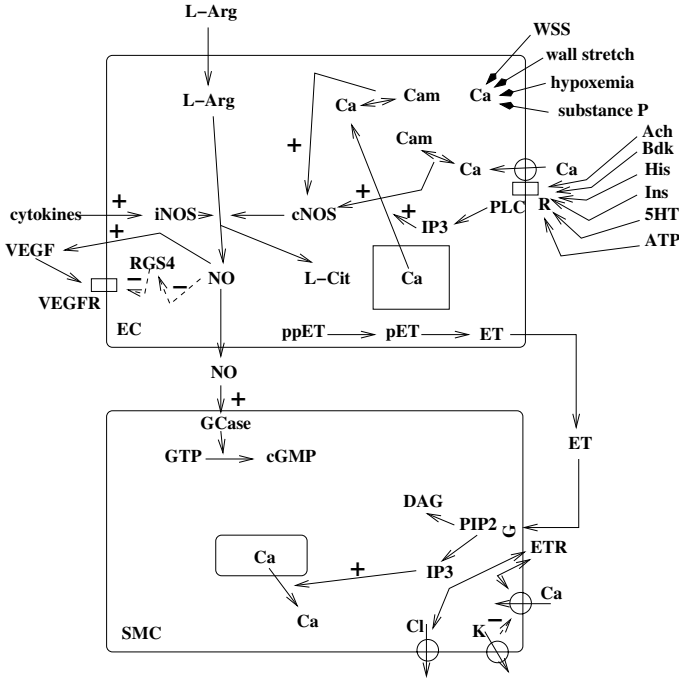 L–Arg
WSS
wall stretch
hypoxemia
substance P
Ca
L–Arg
Ca
Cam
+
Cam
Ca
Ca
Ach
Bdk
His
Ins
5HT
ATP
R
PLC
IP3
+
+
cytokines
+
iNOS
cNOS
+
VEGF
RGS4
–
–
NO
L–Cit
Ca
VEGFR
EC
ppET
pET
ET
NO
+
GCase
GTP
cGMP
ET
DAG
PIP2
G
ETR
Ca
IP3
+
Ca
Ca
SMC
Cl
K
–